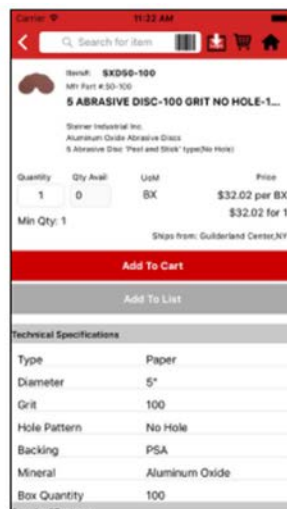 Carrier 11:22 AM
Search for item
Item#: SXD50-100
Mfr Part #:50-100
5 ABRASIVE DISC-100 GRIT NO HOLE-1...
Steiner Industrial Inc.
Aluminum Oxide Abrasive Discs
5 Abrasive Disc "Peel and Stick" type(No Hole)
Quantity Qty Avail UoM Price
1 0 BX $32.02 per BX
$32.02 for 1
Min Qty: 1
Ships from: Guilderland Center,NY
Add To Cart
Add To List
Technical Specifications
Type Paper
Diameter 5"
Grit 100
Hole Pattern No Hole
Backing PSA
Mineral Aluminum Oxide
Box Quantity 100